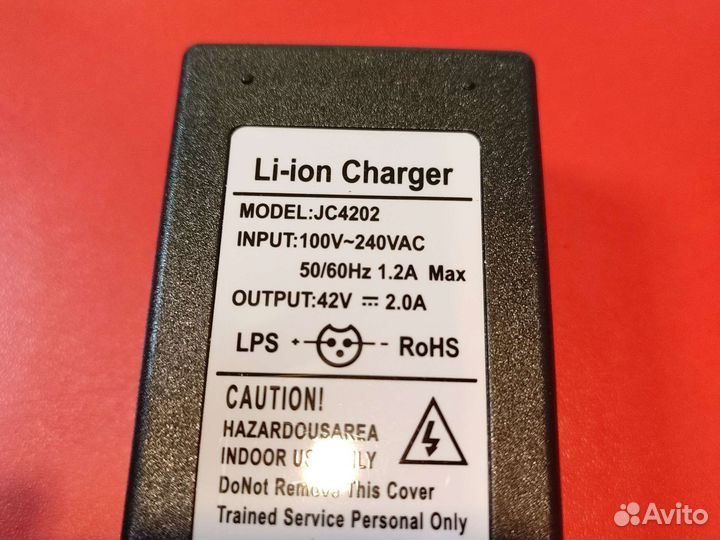 Li-ion Charger
MODEL:JC4202
INPUT:100V~240VAC
50/60Hz 1.2A Max
OUTPUT:42V ⎓ 2.0A
LPS + - RoHS
CAUTION!
HAZARDOUSAREA
INDOOR
DoNot Remove This Cover
Trained Service Personal Only
Avito